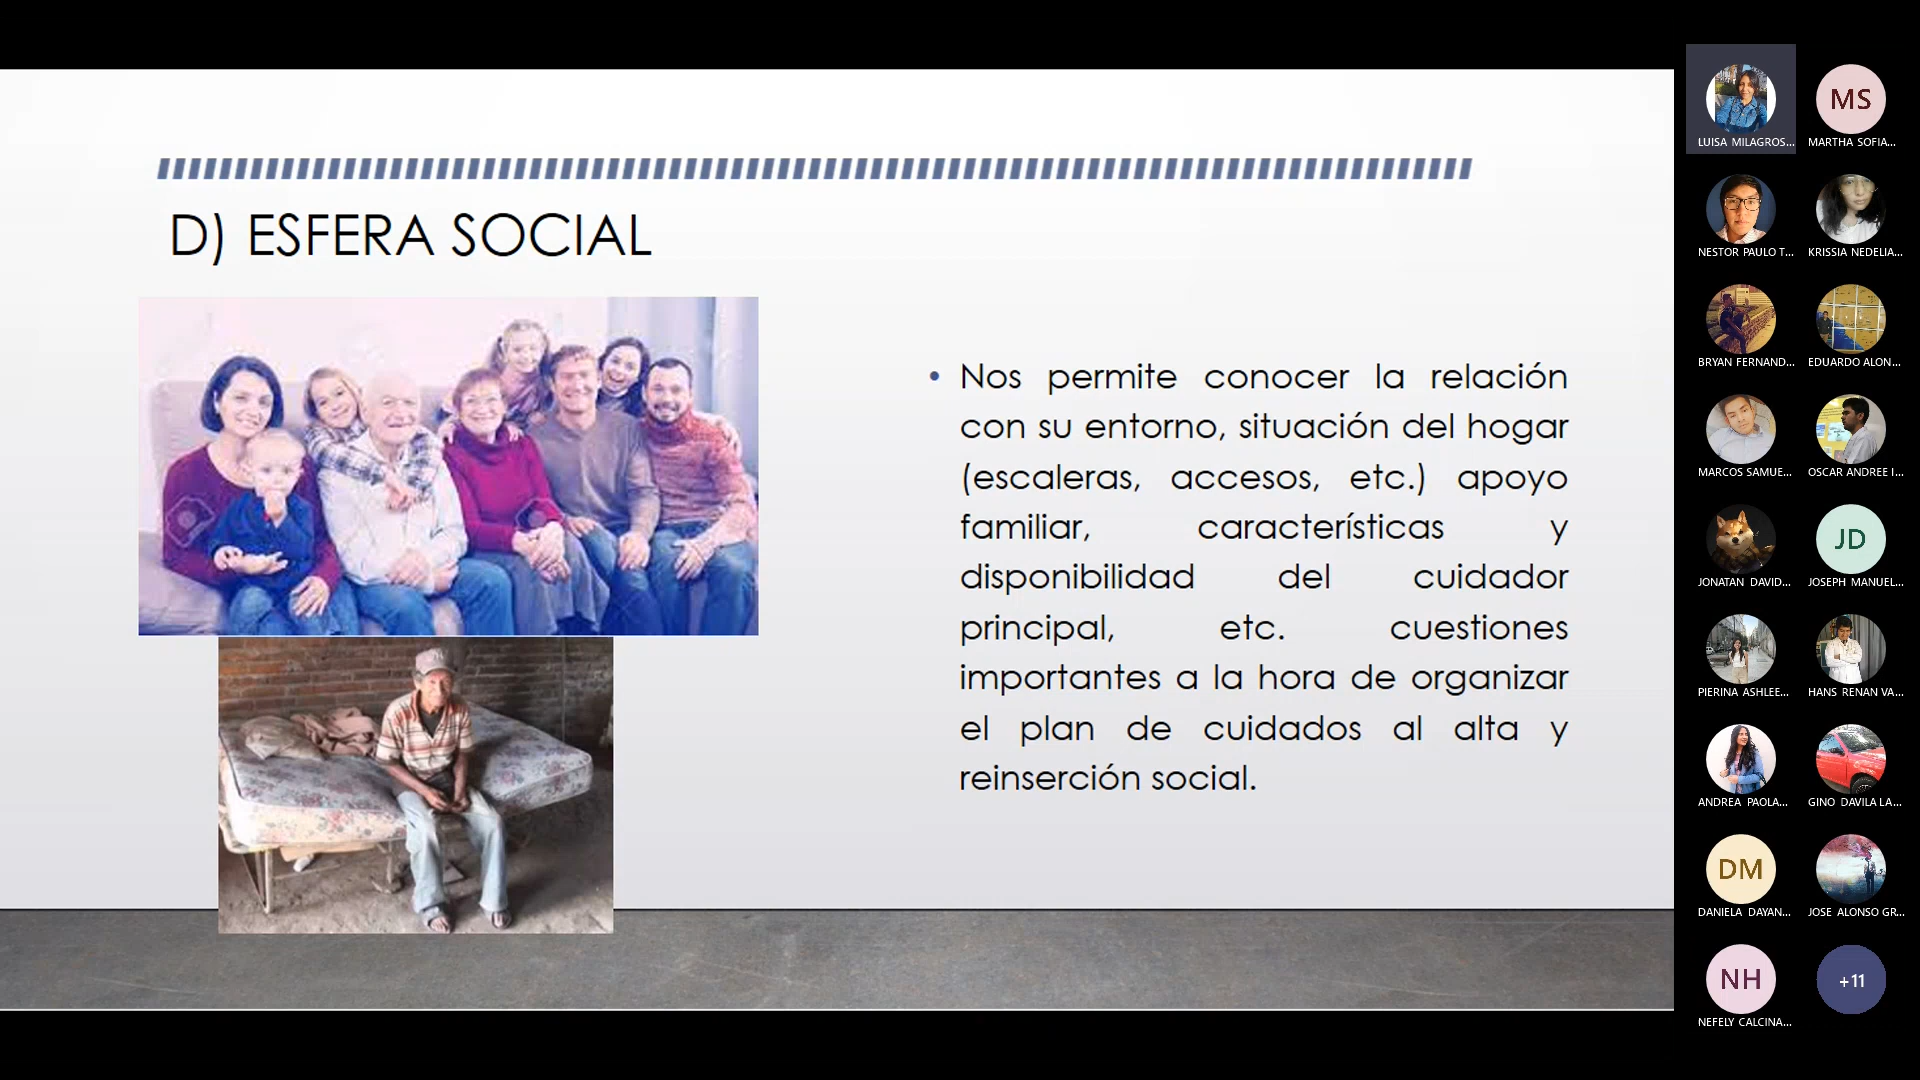 D) ESFERA SOCIAL
• Nos permite conocer la relación
con su entorno, situación del hogar
(escaleras, accesos, etc.) apoyo
familiar, características y
disponibilidad del cuidador
principal, etc. cuestiones
importantes a la hora de organizar
el plan de cuidados al alta y
reinserción social.
MS
LUISA MILAGROS...
MARTHA SOFIA...
NESTOR PAULO T...
KRISSIA NEDELIA...
BRYAN FERNAND...
EDUARDO ALON...
MARCOS SAMUE...
OSCAR ANDREE I...
JD
JONATAN DAVID...
JOSEPH MANUEL...
PIERINA ASHLEE...
HANS RENAN VA...
ANDREA PAOLA...
GINO DAVILA LA...
DM
DANIELA DAYAN...
JOSE ALONSO GR...
NH
+11
NEFELY CALCINA...